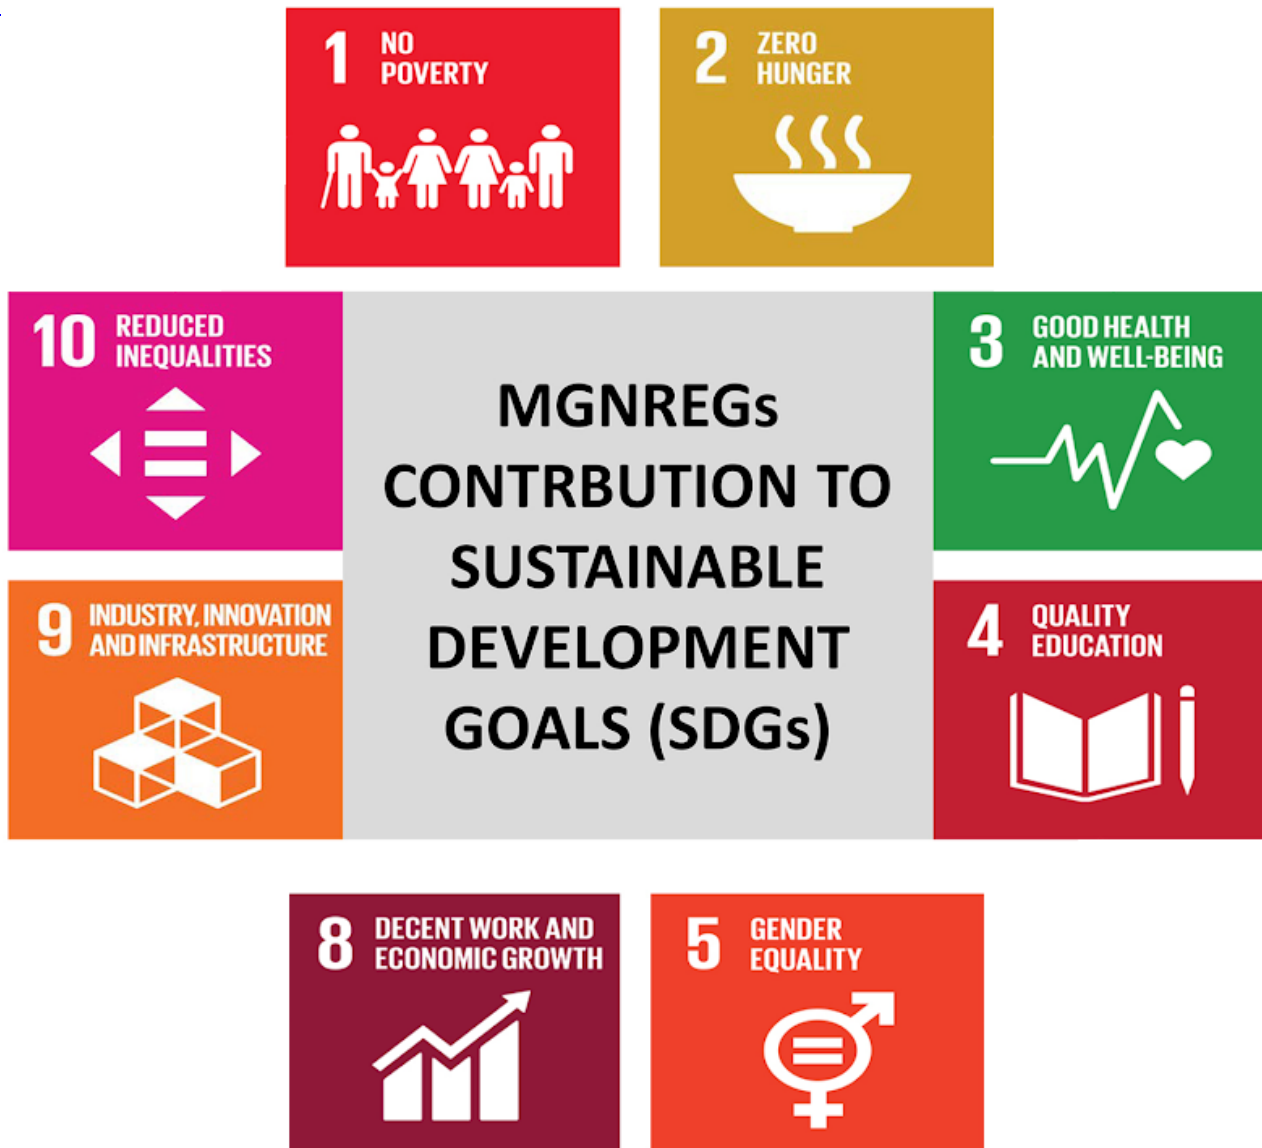 1 NO
POVERTY
2 ZERO
HUNGER
10 REDUCED
INEQUALITIES
MGNREGs
CONTRBUTION TO
SUSTAINABLE
DEVELOPMENT
GOALS (SDGs)
3 GOOD HEALTH
AND WELL-BEING
9 INDUSTRY, INNOVATION
AND INFRASTRUCTURE
4 QUALITY
EDUCATION
8 DECENT WORK AND
ECONOMIC GROWTH
5 GENDER
EQUALITY